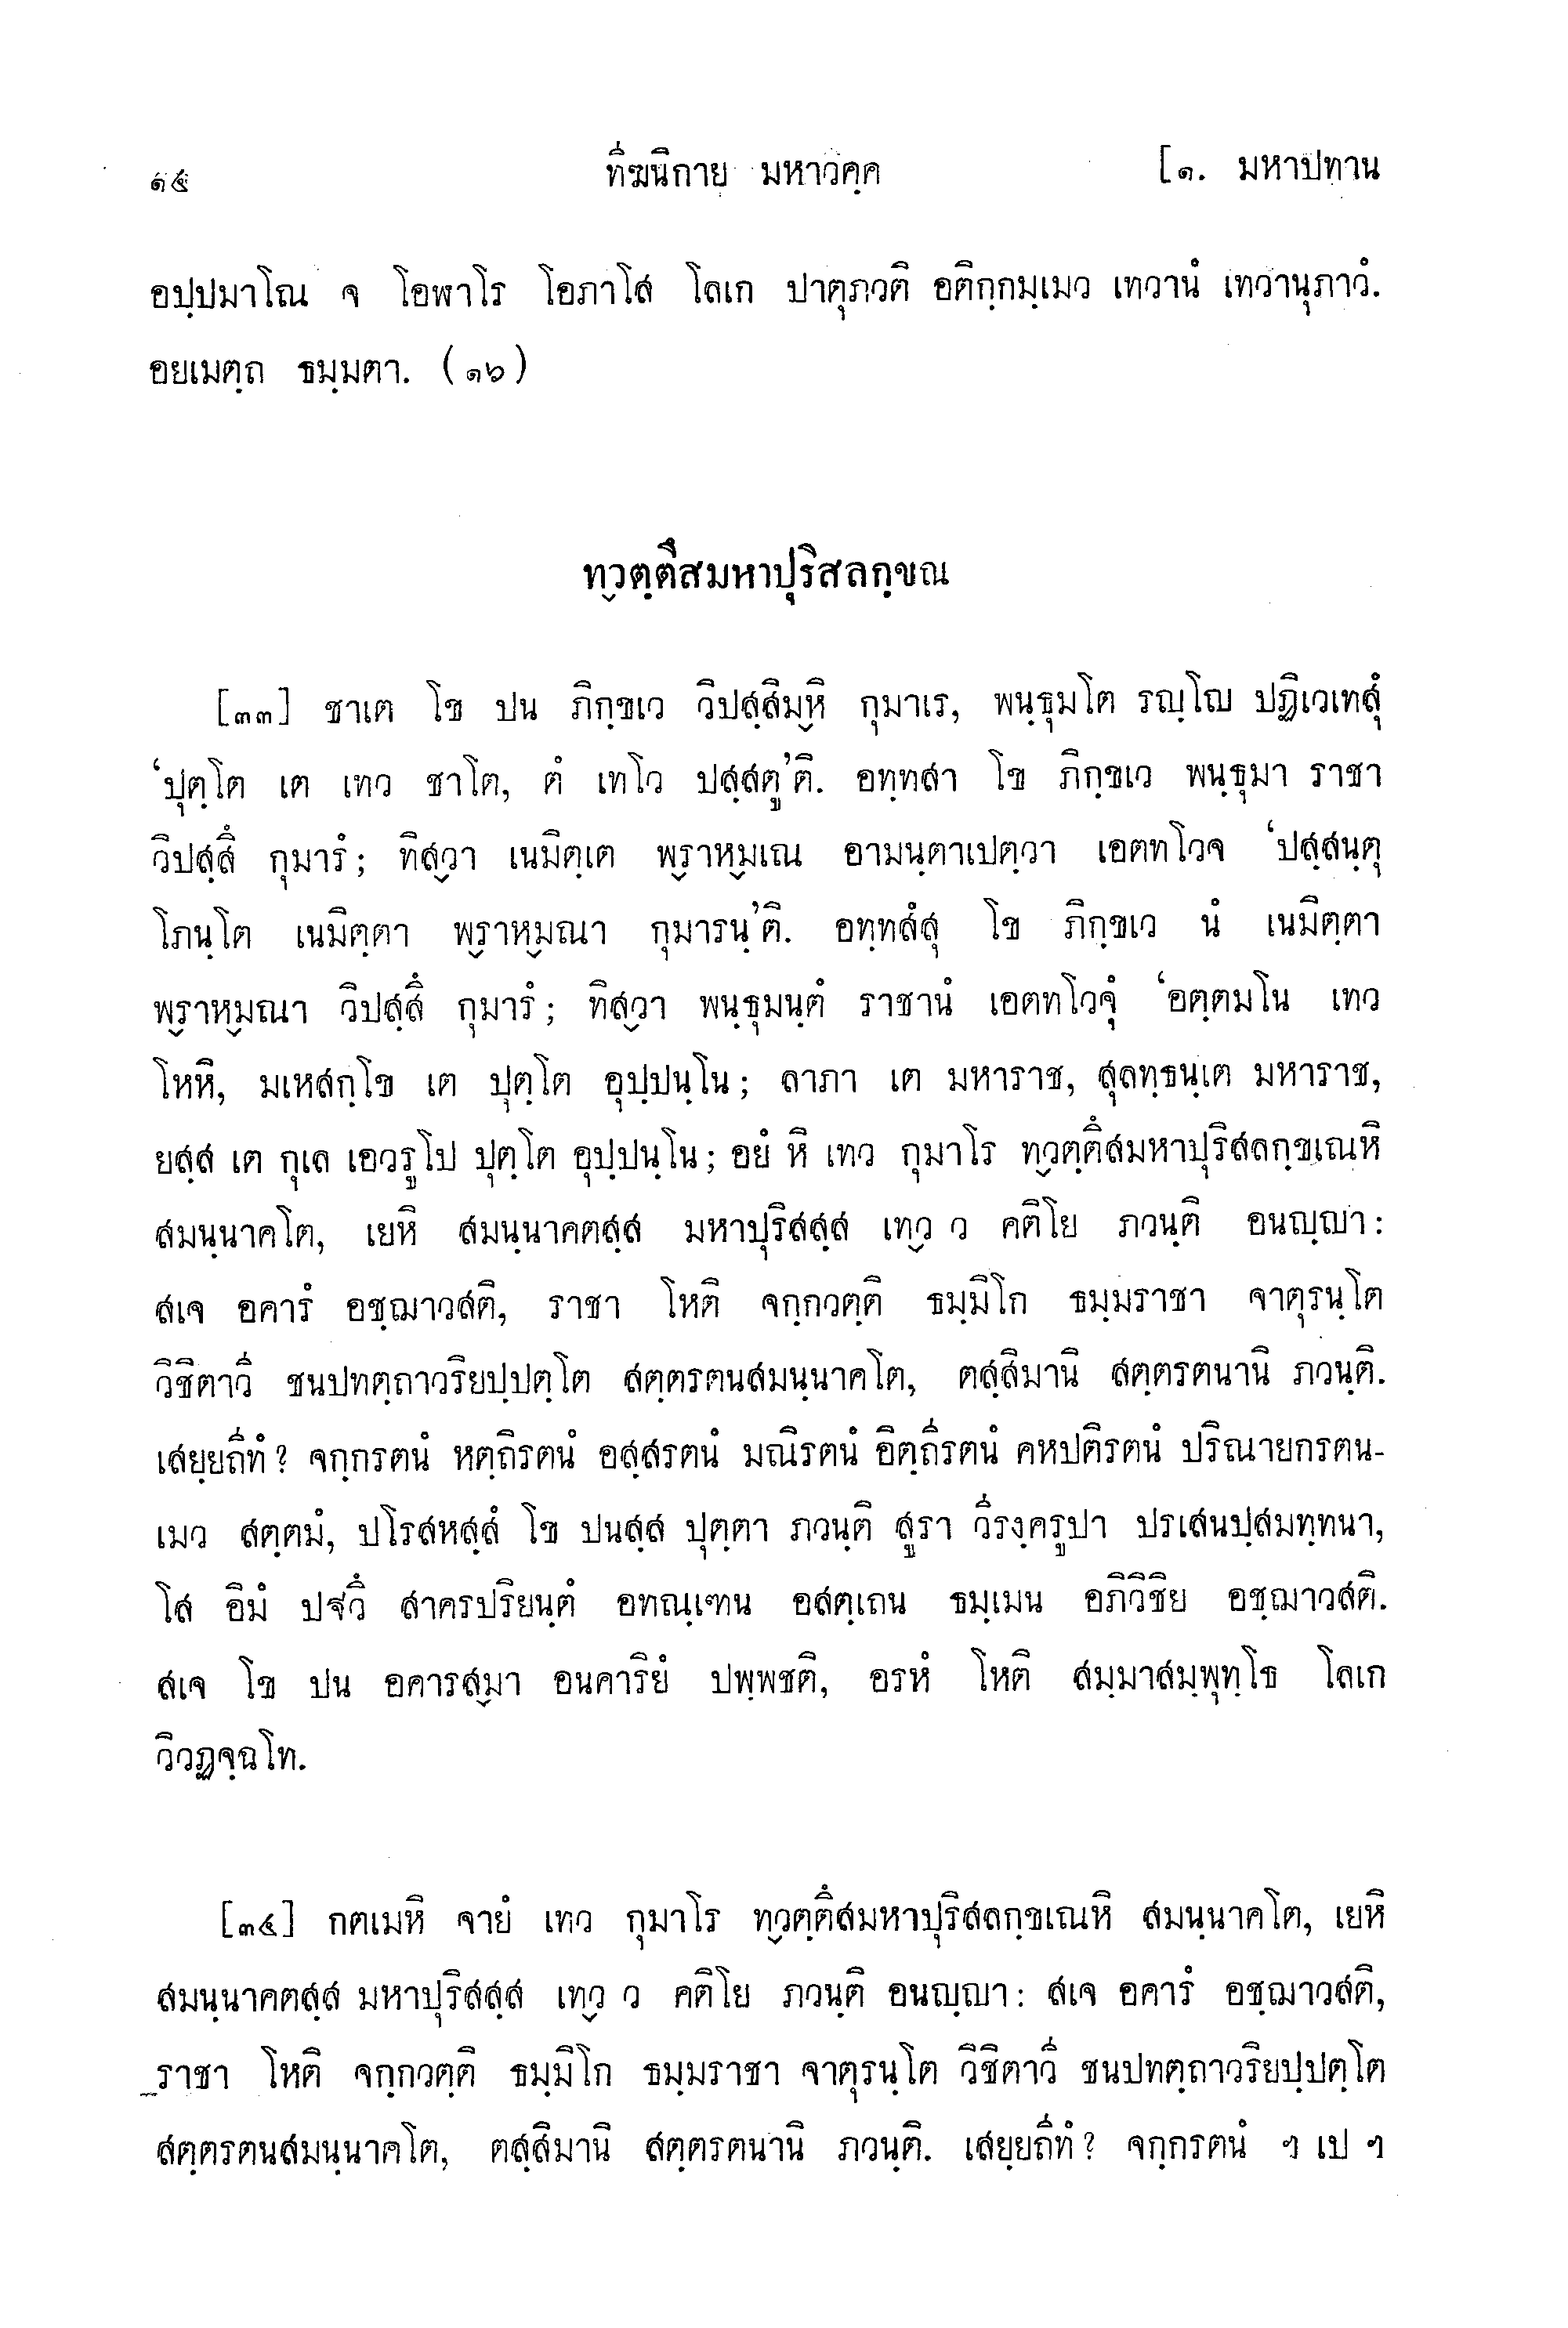 ๑๔ ทีฆนิกาย มหาวคฺค [๑. มหาปทาน
อปฺปมาโณ จ โอฬาโร โอภาโส โลเก ปาตุภวติ อติกฺกมฺเมว เทวานํ เทวานุภาวํ.
อยเมตฺถ ธมฺมตา. (๑๖)
ท๎วตฺตึสมหาปุริสลกฺขณ
[๓๓] ชาเต โข ปน ภิกฺขเว วิปสฺสิม๎หิ กุมาเร, พนฺธุมโต รญฺโญ ปฏิเวเทสุํ
‘ปุตฺโต เต เทว ชาโต, ตํ เทโว ปสฺสตู’ติ. อทฺทสา โข ภิกฺขเว พนฺธุมา ราชา
วิปสฺสึ กุมารํ; ทิส๎วา เนมิตฺเต พ๎ราห๎มเณ อามนฺตาเปตฺวา เอตทโวจ ‘ปสฺสนฺตุ
โภนฺโต เนมิตฺตา พ๎ราห๎มณา กุมารนฺ’ติ. อทฺทสํสุ โข ภิกฺขเว นํ เนมิตฺตา
พ๎ราห๎มณา วิปสฺสึ กุมารํ; ทิส๎วา พนฺธุมนฺตํ ราชานํ เอตทโวจุํ ‘อตฺตมโน เทว
โหหิ, มเหสกฺโข เต ปุตฺโต อุปฺปนฺโน; ลาภา เต มหาราช, สุลทฺธนฺเต มหาราช,
ยสฺส เต กุเล เอวรูโป ปุตฺโต อุปฺปนฺโน; อยํ หิ เทว กุมาโร ท๎วตฺตึสมหาปุริสลกฺขเณหิ
สมนฺนาคโต, เยหิ สมนฺนาคตสฺส มหาปุริสสฺส เท๎ว ว คติโย ภวนฺติ อนญฺญา:
สเจ อคารํ อชฺฌาวสติ, ราชา โหติ จกฺกวตฺติ ธมฺมิโก ธมฺมราชา จาตุรนฺโต
วิชิตาวี ชนปทตฺถาวริยปฺปตฺโต สตฺตรตนสมนฺนาคโต, ตสฺสิมานิ สตฺตรตนานิ ภวนฺติ.
เสยฺยถีทํ? จกฺกรตนํ หตฺถิรตนํ อสฺสรตนํ มณิรตนํ อิตฺถีรตนํ คหปติรตนํ ปริณายกรตน-
เมว สตฺตมํ, ปโรสหสฺสํ โข ปนสฺส ปุตฺตา ภวนฺติ สูรา วีรงฺครูปา ปรเสนปฺสมทฺทนา,
โส อิมํ ปฐวึ สาครปริยนฺตํ อทณฺเฑน อสตฺเถน ธมฺเมน อภิวิชิย อชฺฌาวสติ.
สเจ โข ปน อคารส๎มา อนคาริยํ ปพฺพชติ, อรหํ โหติ สมฺมาสมฺพุทฺโธ โลเก
วิวฏจฺฉโท.
[๓๔] กตเมหิ จายํ เทว กุมาโร ท๎วตฺตึสมหาปุริสลกฺขเณหิ สมนฺนาคโต, เยหิ
สมนฺนาคตสฺส มหาปุริสสฺส เท๎ว ว คติโย ภวนฺติ อนญฺญา: สเจ อคารํ อชฺฌาวสติ,
ราชา โหติ จกฺกวตฺติ ธมฺมิโก ธมฺมราชา จาตุรนฺโต วิชิตาวี ชนปทตฺถาวริยปฺปตฺโต
สตฺตรตนสมนฺนาคโต, ตสฺสิมานิ สตฺตรตนานิ ภวนฺติ. เสยฺยถีทํ? จกฺกรตนํ ฯ เป ฯ